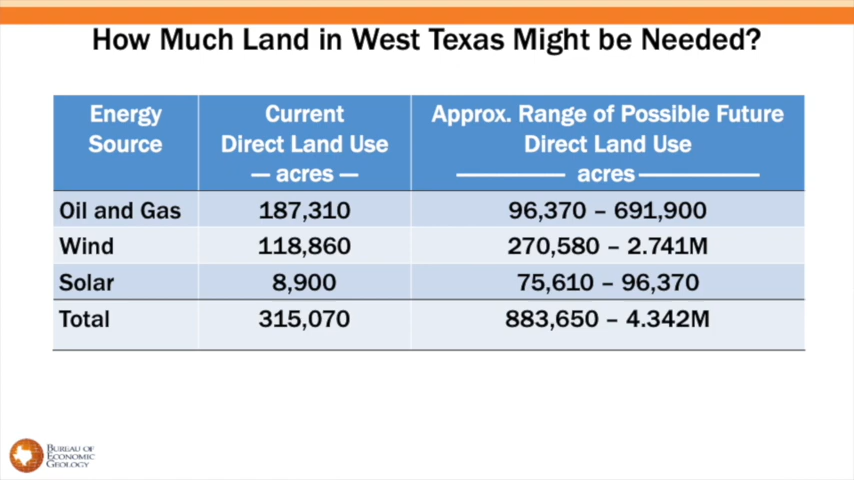 How Much Land in West Texas Might be Needed?
Energy Source
Current Direct Land Use — acres —
Approx. Range of Possible Future Direct Land Use — acres —
Oil and Gas 187,310 96,370 – 691,900
Wind 118,860 270,580 – 2.741M
Solar 8,900 75,610 – 96,370
Total 315,070 883,650 – 4.342M
BUREAU OF
ECONOMIC
GEOLOGY